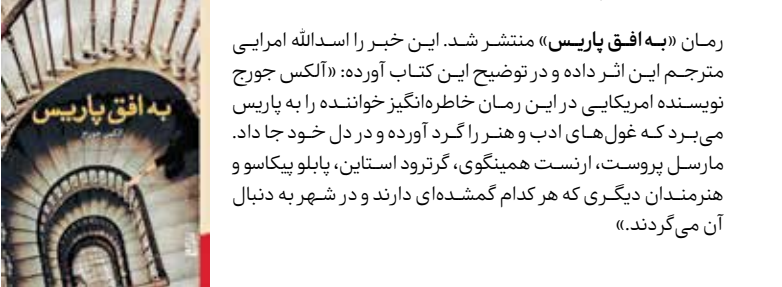 رمان «به افق پاریس» منتشر شد. این خبر را اسدالله امرایی
مترجم این اثر داده و در توضیح این کتاب آورده: «آلکس جورج
نویسنده امریکایی در این رمان خاطره‌انگیز خواننده را به پاریس
می‌برد که غول‌های ادب و هنر را گرد آورده و در دل خود جا داد.
مارسل پروست، ارنست همینگوی، گرترود استاین، پابلو پیکاسو و
هنرمندان دیگری که هر کدام گمشده‌ای دارند و در شهر به دنبال
آن می‌گردند.»
به افق پاریس
الکس جورج